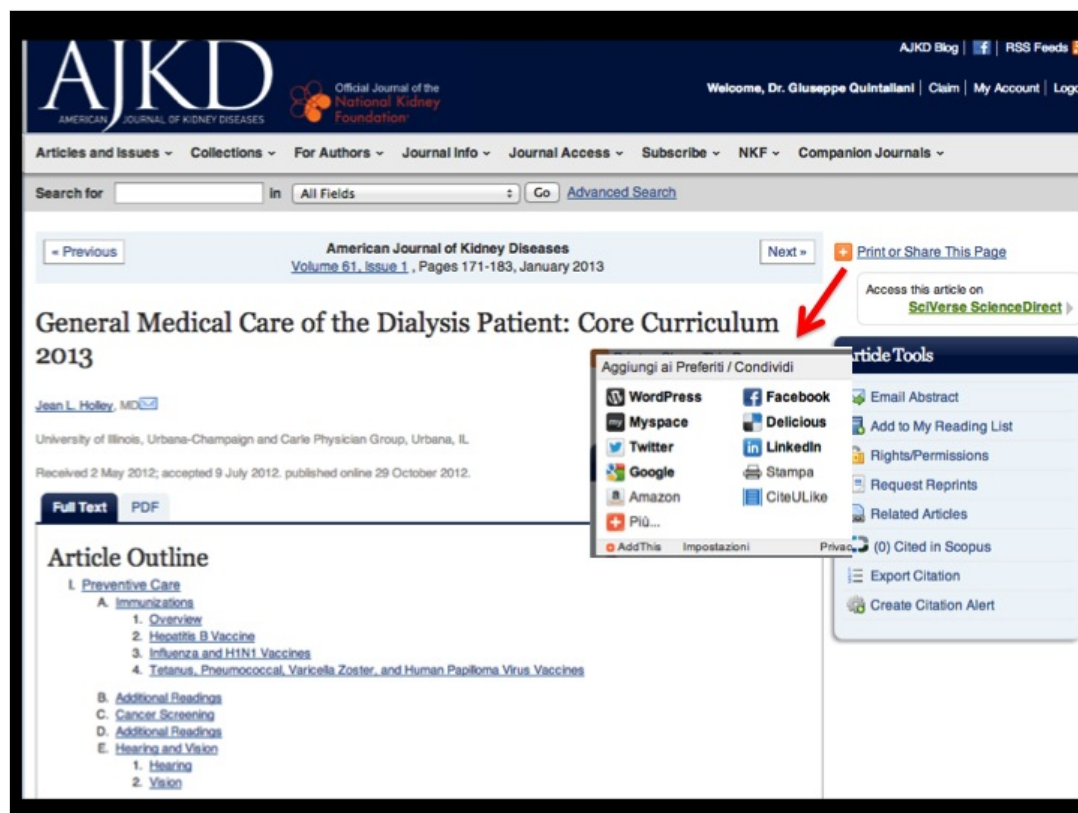 AJKD Blog | RSS Feeds
AJKD
AMERICAN JOURNAL OF KIDNEY DISEASES
Official Journal of the
National Kidney
Foundation
Welcome, Dr. Giuseppe Quintaliani | Claim | My Account | Logo
Articles and Issues Collections For Authors Journal Info Journal Access Subscribe NKF Companion Journals
Search for in All Fields Go Advanced Search
« Previous
American Journal of Kidney Diseases
Volume 61, Issue 1 , Pages 171-183, January 2013
Next »
Print or Share This Page
Access this article on
SciVerse ScienceDirect
General Medical Care of the Dialysis Patient: Core Curriculum
2013
Jean L. Holley, MD
University of Illinois, Urbana-Champaign and Carle Physician Group, Urbana, IL
Received 2 May 2012; accepted 9 July 2012. published online 29 October 2012.
Full Text PDF
Aggiungi ai Preferiti / Condividi
WordPress Facebook
Myspace Delicious
Twitter LinkedIn
Google Stampa
Amazon CiteULike
Più...
AddThis Impostazioni Privac
rticle Tools
Email Abstract
Add to My Reading List
Rights/Permissions
Request Reprints
Related Articles
(0) Cited in Scopus
Export Citation
Create Citation Alert
Article Outline
I. Preventive Care
A. Immunizations
1. Overview
2. Hepatitis B Vaccine
3. Influenza and H1N1 Vaccines
4. Tetanus, Pneumococcal, Varicella Zoster, and Human Papilloma Virus Vaccines
B. Additional Readings
C. Cancer Screening
D. Additional Readings
E. Hearing and Vision
1. Hearing
2. Vision